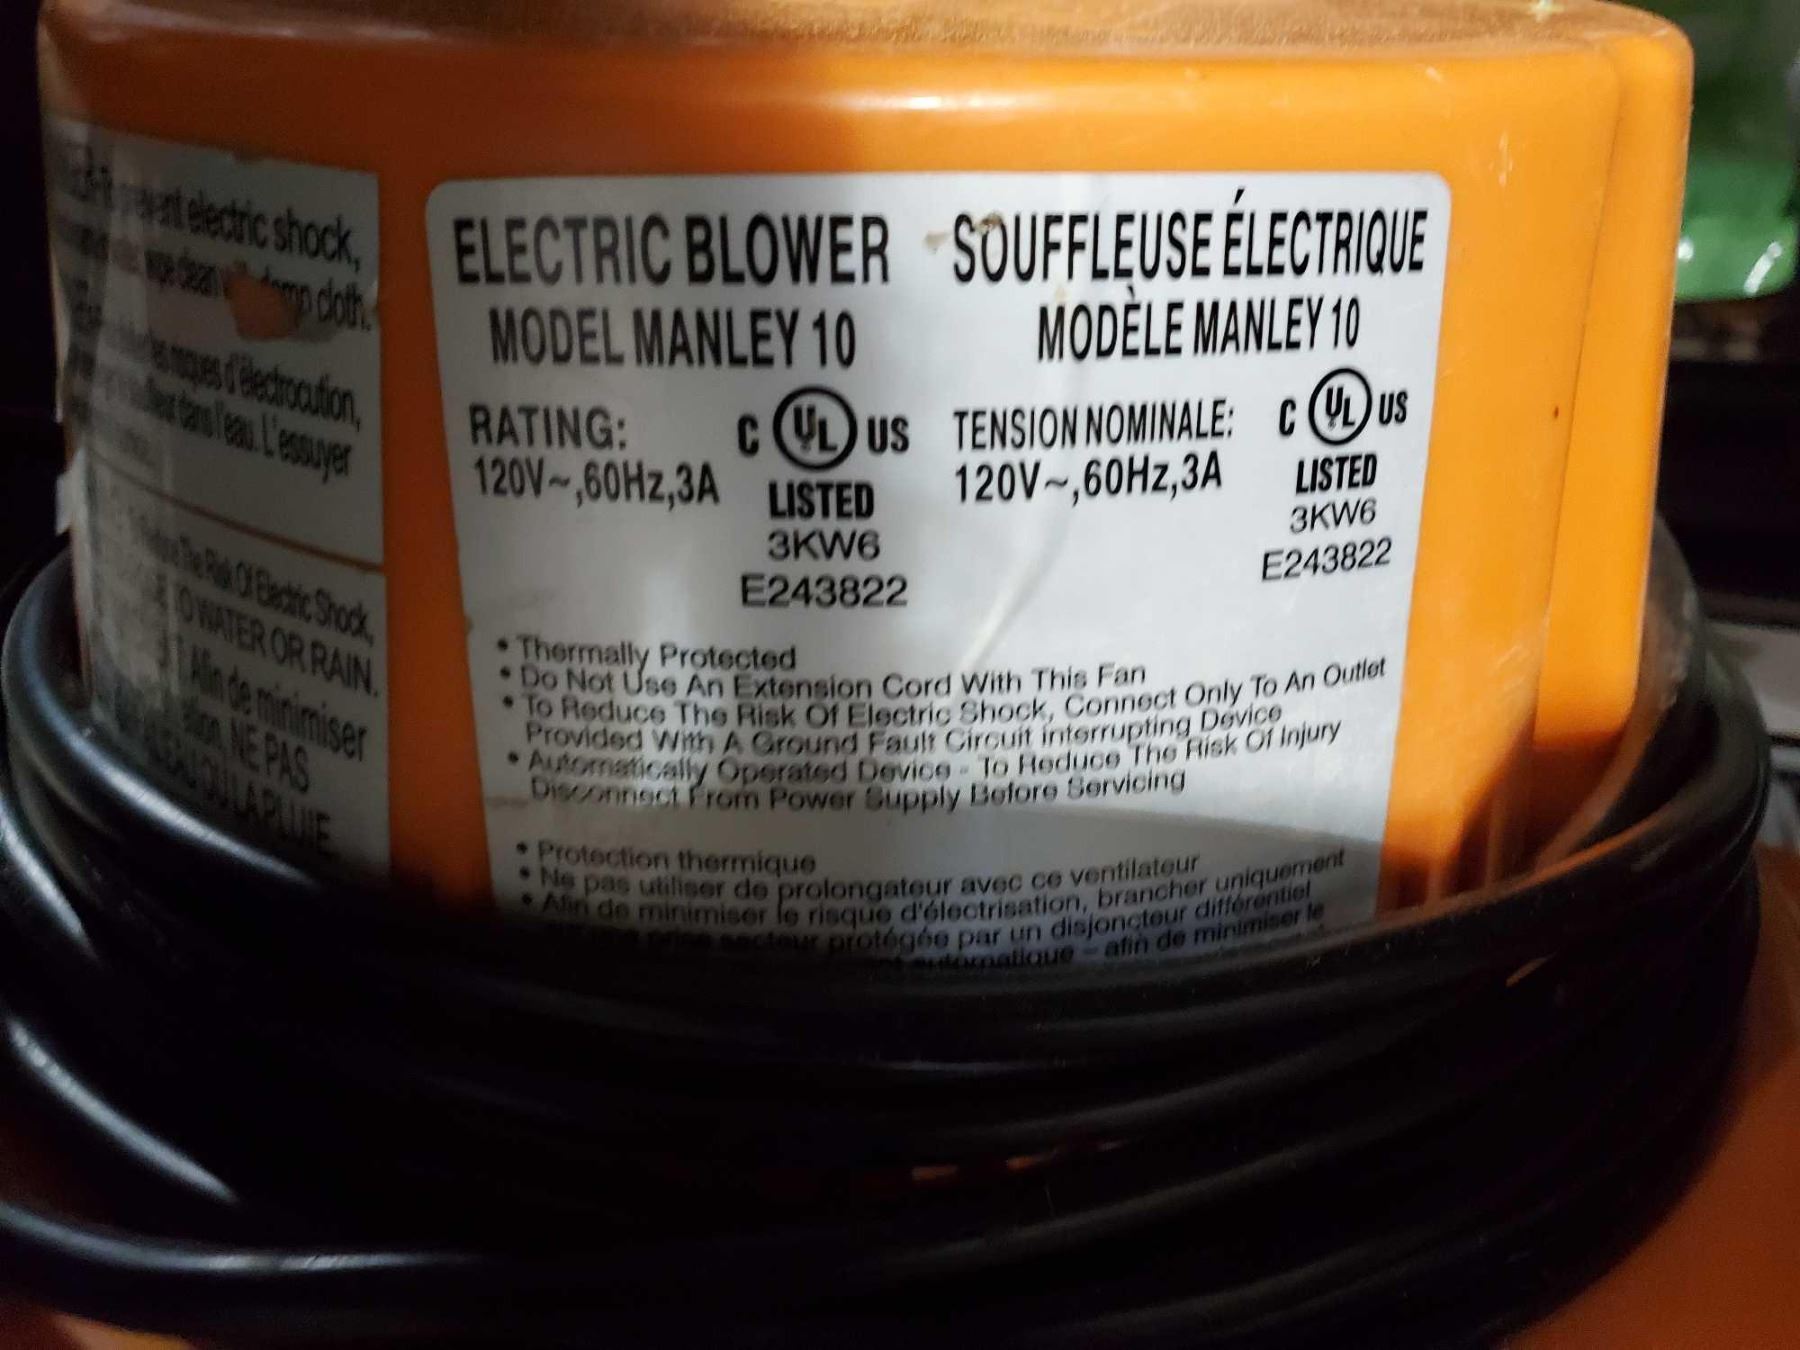 electric shock,
wipe clean damp cloth.
risques d'électrocution,
dans l'eau. L'essuyer
The Risk Of Electric Shock,
TO WATER OR RAIN.
Afin de minimiser
NE PAS
OU LA PLUIE
ELECTRIC BLOWER
MODEL MANLEY 10
RATING:
120V~,60Hz,3A
C UL US
LISTED
3KW6
E243822
SOUFFLEUSE ÉLECTRIQUE
MODÈLE MANLEY 10
TENSION NOMINALE:
120V~,60Hz,3A
C UL US
LISTED
3KW6
E243822
• Thermally Protected
• Do Not Use An Extension Cord With This Fan
• To Reduce The Risk Of Electric Shock, Connect Only To An Outlet
Provided With A Ground Fault Circuit interrupting Device
• Automatically Operated Device - To Reduce The Risk Of Injury
Disconnect From Power Supply Before Servicing
• Protection thermique
• Ne pas utiliser de prolongateur avec ce ventilateur
• Afin de minimiser le risque d'électrisation, brancher uniquement
sur une prise secteur protégée par un disjoncteur différentiel
automatique – afin de minimiser le